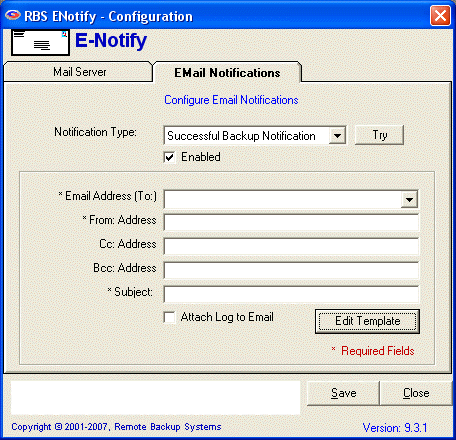 RBS ENotify - Configuration
E-Notify
Mail Server
EMail Notifications
Configure Email Notifications
Notification Type: Successful Backup Notification Try
Enabled
* Email Address (To:)
* From: Address
Cc: Address
Bcc: Address
* Subject:
Attach Log to Email Edit Template
* Required Fields
Save Close
Copyright © 2001-2007, Remote Backup Systems Version: 9.3.1